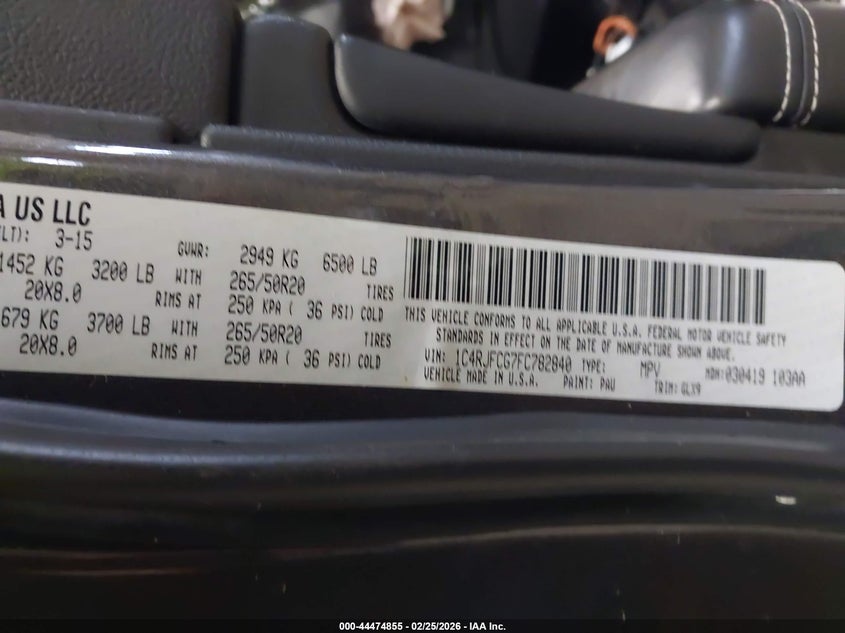 A US LLC
LT): 3-15 GVWR: 2949 KG 6500 LB
1452 KG 3200 LB WITH 265/50R20 TIRES
20X8.0 RIMS AT 250 KPA ( 36 PSI) COLD
679 KG 3700 LB WITH 265/50R20 TIRES
20X8.0 RIMS AT 250 KPA ( 36 PSI) COLD
THIS VEHICLE CONFORMS TO ALL APPLICABLE U.S.A. FEDERAL MOTOR VEHICLE SAFETY
STANDARDS IN EFFECT ON THE DATE OF MANUFACTURE SHOWN ABOVE.
VIN: 1C4RJFCG7FC782840 TYPE: MPV MDH:030419 103AA
VEHICLE MADE IN U.S.A. PAINT: PAU TRIM: GLX9
000-44474855 - 02/25/2026 - IAA Inc.